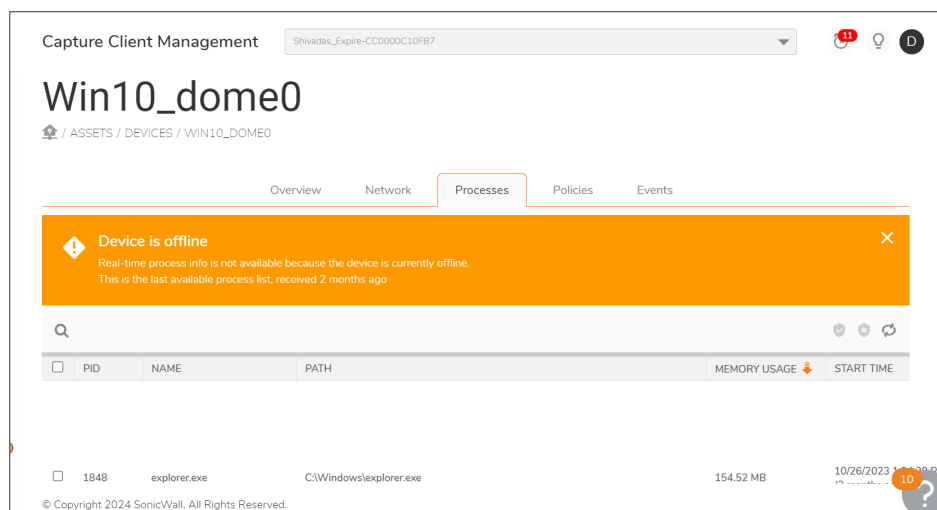 Capture Client Management
Shivadas_Expire-CC0000C10FB7
11
D
Win10_dome0
/ ASSETS / DEVICES / WIN10_DOME0
Overview Network Processes Policies Events
Device is offline
Real-time process info is not available because the device is currently offline.
This is the last available process list, received 2 months ago
PID NAME PATH MEMORY USAGE START TIME
1848 explorer.exe C:\Windows\explorer.exe 154.52 MB 10/26/2023
10
?
© Copyright 2024 SonicWall. All Rights Reserved.